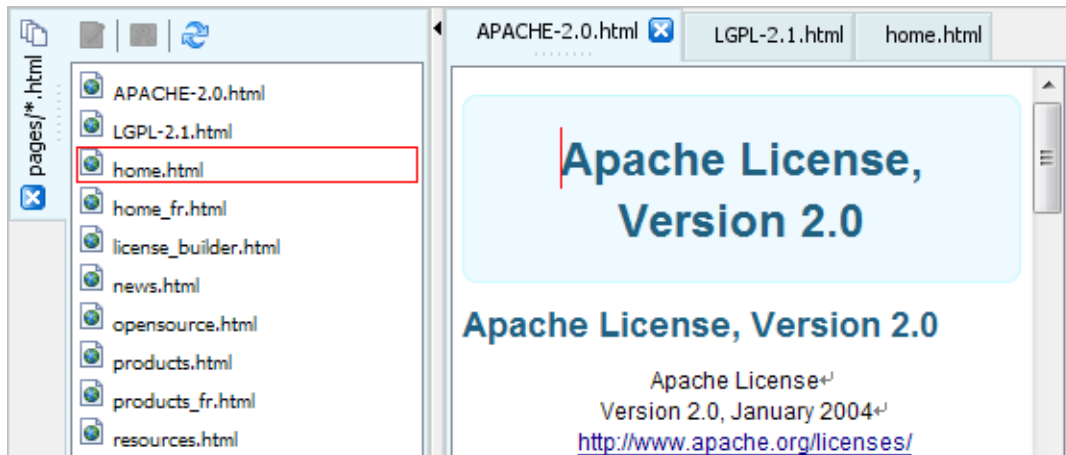 pages/*.html
APACHE-2.0.html
LGPL-2.1.html
home.html
home_fr.html
license_builder.html
news.html
opensource.html
products.html
products_fr.html
resources.html
APACHE-2.0.html LGPL-2.1.html home.html
Apache License,
Version 2.0
Apache License, Version 2.0
Apache License↵
Version 2.0, January 2004↵
http://www.apache.org/licenses/